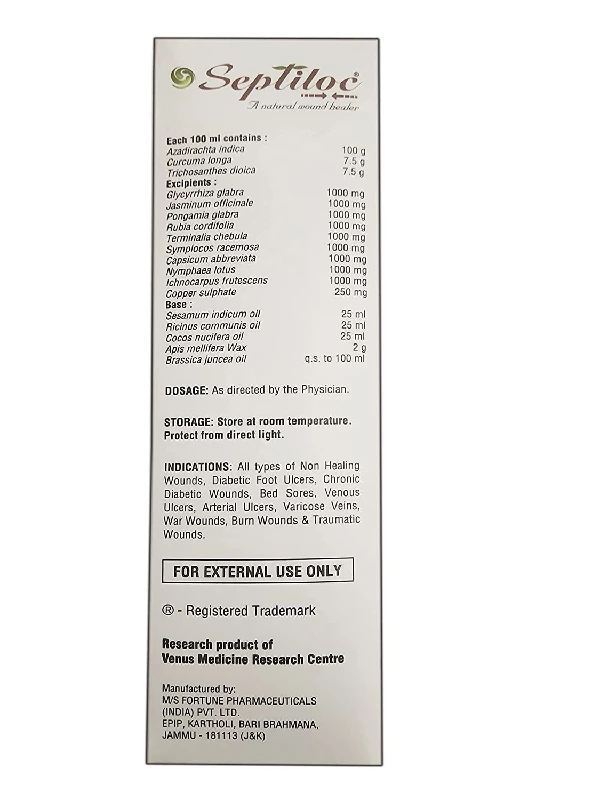 Septiloc®
A natural wound healer
Each 100 ml contains :
Azadirachta indica 100 g
Curcuma longa 7.5 g
Trichosanthes dioica 7.5 g
Excipients :
Glycyrrhiza glabra 1000 mg
Jasminum officinale 1000 mg
Pongamia glabra 1000 mg
Rubia cordifolia 1000 mg
Terminalia chebula 1000 mg
Symplocos racemosa 1000 mg
Capsicum abbreviata 1000 mg
Nymphaea lotus 1000 mg
Ichnocarpus frutescens 1000 mg
Copper sulphate 250 mg
Base :
Sesamum indicum oil 25 ml
Ricinus communis oil 25 ml
Cocos nucifera oil 25 ml
Apis mellifera Wax 2 g
Brassica juncea oil q.s. to 100 ml
DOSAGE: As directed by the Physician.
STORAGE: Store at room temperature.
Protect from direct light.
INDICATIONS: All types of Non Healing
Wounds, Diabetic Foot Ulcers, Chronic
Diabetic Wounds, Bed Sores, Venous
Ulcers, Arterial Ulcers, Varicose Veins,
War Wounds, Burn Wounds & Traumatic
Wounds.
FOR EXTERNAL USE ONLY
® - Registered Trademark
Research product of
Venus Medicine Research Centre
Manufactured by:
M/S FORTUNE PHARMACEUTICALS
(INDIA) PVT. LTD.
EPIP, KARTHOLI, BARI BRAHMANA,
JAMMU - 181113 (J&K)